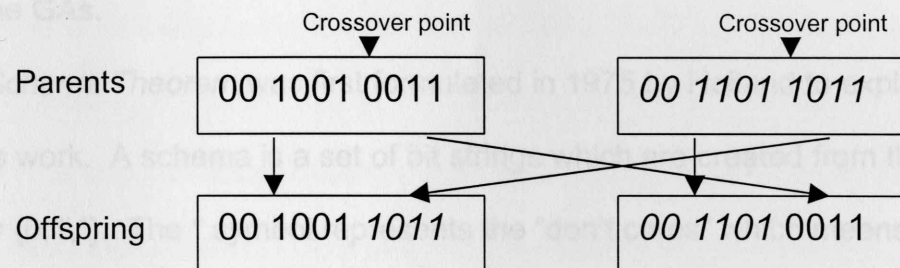 Crossover point Crossover point
Parents 00 1001 0011 00 1101 1011
Offspring 00 1001 1011 00 1101 0011